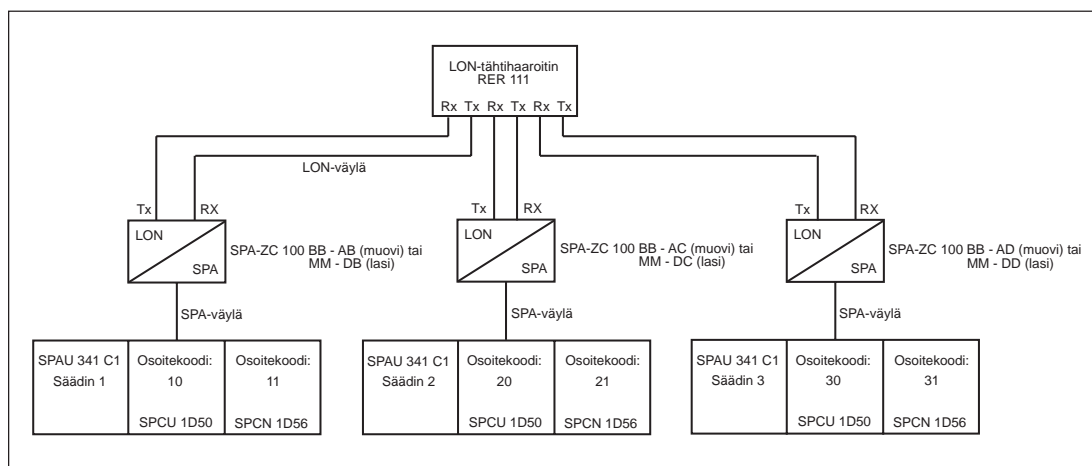 LON-tähtihaaroitin
RER 111
Rx Tx Rx Tx Rx Tx
LON-väylä
Tx RX
LON
SPA
SPA-ZC 100 BB - AB (muovi) tai
MM - DB (lasi)
Tx RX
LON
SPA
SPA-ZC 100 BB - AC (muovi) tai
MM - DC (lasi)
Tx RX
LON
SPA
SPA-ZC 100 BB - AD (muovi) tai
MM - DD (lasi)
SPA-väylä
SPA-väylä
SPA-väylä
SPAU 341 C1
Säädin 1
Osoitekoodi:
10
SPCU 1D50
Osoitekoodi:
11
SPCN 1D56
SPAU 341 C1
Säädin 2
Osoitekoodi:
20
SPCU 1D50
Osoitekoodi:
21
SPCN 1D56
SPAU 341 C1
Säädin 3
Osoitekoodi:
30
SPCU 1D50
Osoitekoodi:
31
SPCN 1D56